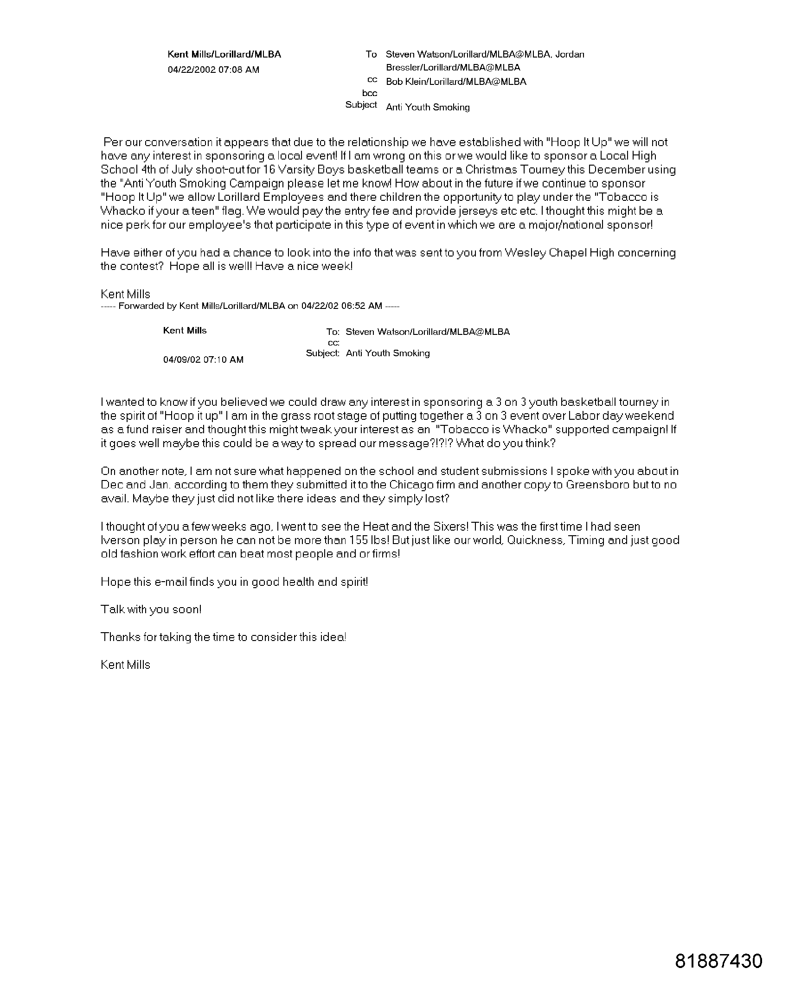 Kent Mills/Lorillard/MLBA
04/22/2002 07:08 AM
To Steven Watson/Lorillard/MLBA@MLBA, Jordan
Bressler/Lorillard/MLBA@MLBA
cc Bob Klein/Lorillard/MLBA@MLBA
bcc
Subject Anti Youth Smoking
Per our conversation it appears that due to the relationship we have established with "Hoop It Up" we will not
have any interest in sponsoring a local event! If I am wrong on this or we would like to sponsor a Local High
School 4th of July shoot-out for 16 Varsity Boys basketball teams or a Christmas Tourney this December using
the "Anti Youth Smoking Campaign please let me know! How about in the future if we continue to sponsor
"Hoop It Up" we allow Lorillard Employees and there children the opportunity to play under the "Tobacco is
Whacko if your a teen" flag. We would pay the entry fee and provide jerseys etc etc. I thought this might be a
nice perk for our employee's that participate in this type of event in which we are a major/national sponsor!
Have either of you had a chance to look into the info that was sent to you from Wesley Chapel High concerning
the contest? Hope all is well! Have a nice week!
Kent Mills
----- Forwarded by Kent Mills/Lorillard/MLBA on 04/22/02 06:52 AM -----
Kent Mills
04/09/02 07:10 AM
To: Steven Watson/Lorillard/MLBA@MLBA
cc:
Subject: Anti Youth Smoking
I wanted to know if you believed we could draw any interest in sponsoring a 3 on 3 youth basketball tourney in
the spirit of "Hoop it up" I am in the grass root stage of putting together a 3 on 3 event over Labor day weekend
as a fund raiser and thought this might tweak your interest as an "Tobacco is Whacko" supported campaign! If
it goes well maybe this could be a way to spread our message?!?!? What do you think?
On another note, I am not sure what happened on the school and student submissions I spoke with you about in
Dec and Jan. according to them they submitted it to the Chicago firm and another copy to Greensboro but to no
avail. Maybe they just did not like there ideas and they simply lost?
I thought of you a few weeks ago, I went to see the Heat and the Sixers! This was the first time I had seen
Iverson play in person he can not be more than 155 lbs! But just like our world, Quickness, Timing and just good
old fashion work effort can beat most people and or firms!
Hope this e-mail finds you in good health and spirit!
Talk with you soon!
Thanks for taking the time to consider this idea!
Kent Mills
81887430